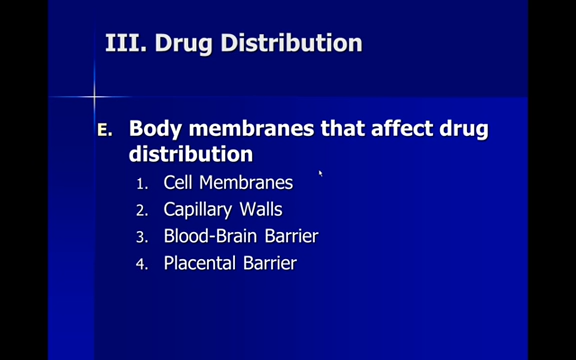 III. Drug Distribution
E. Body membranes that affect drug
distribution
1. Cell Membranes
2. Capillary Walls
3. Blood-Brain Barrier
4. Placental Barrier